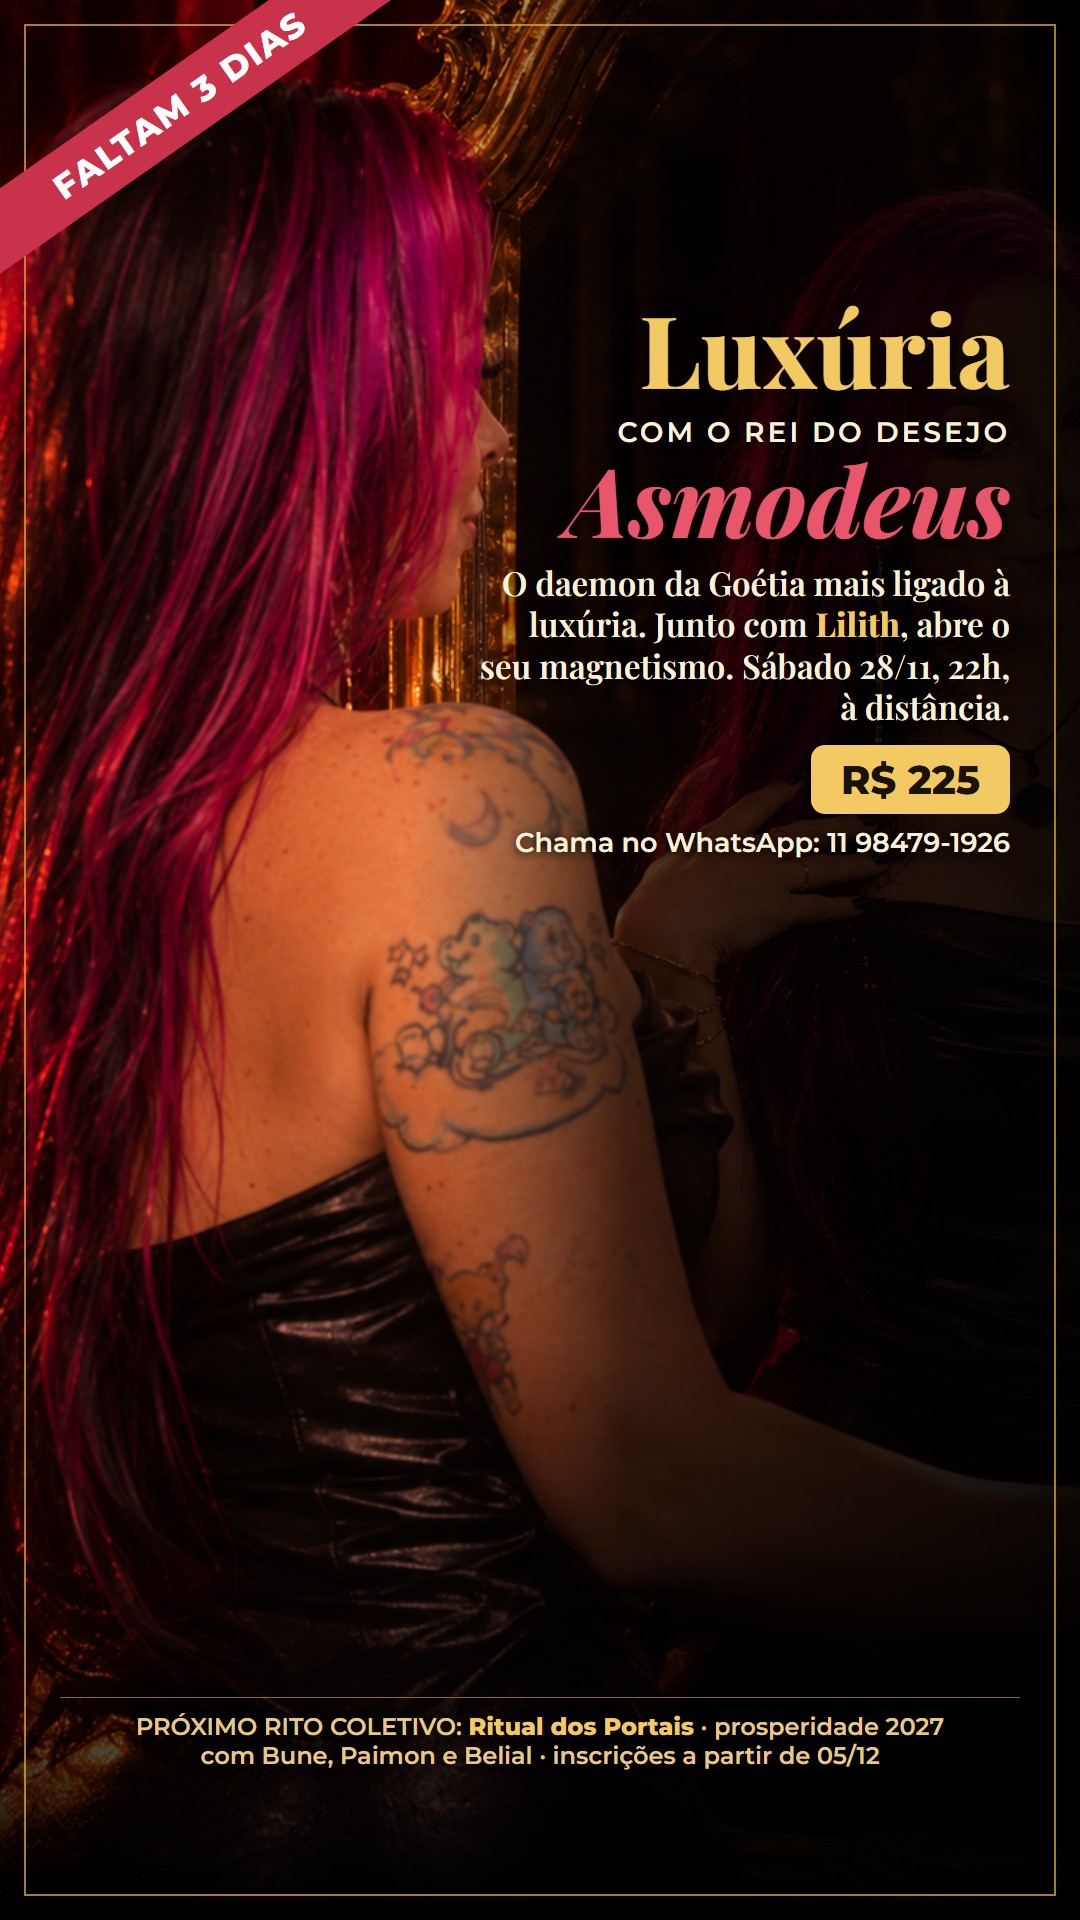 FALTAM 3 DIAS
Luxúria
COM O REI DO DESEJO
Asmodeus
O daemon da Goétia mais ligado à
luxúria. Junto com Lilith, abre o
seu magnetismo. Sábado 28/11, 22h,
à distância.
R$ 225
Chama no WhatsApp: 11 98479-1926
PRÓXIMO RITO COLETIVO: Ritual dos Portais · prosperidade 2027
com Bune, Paimon e Belial · inscrições a partir de 05/12